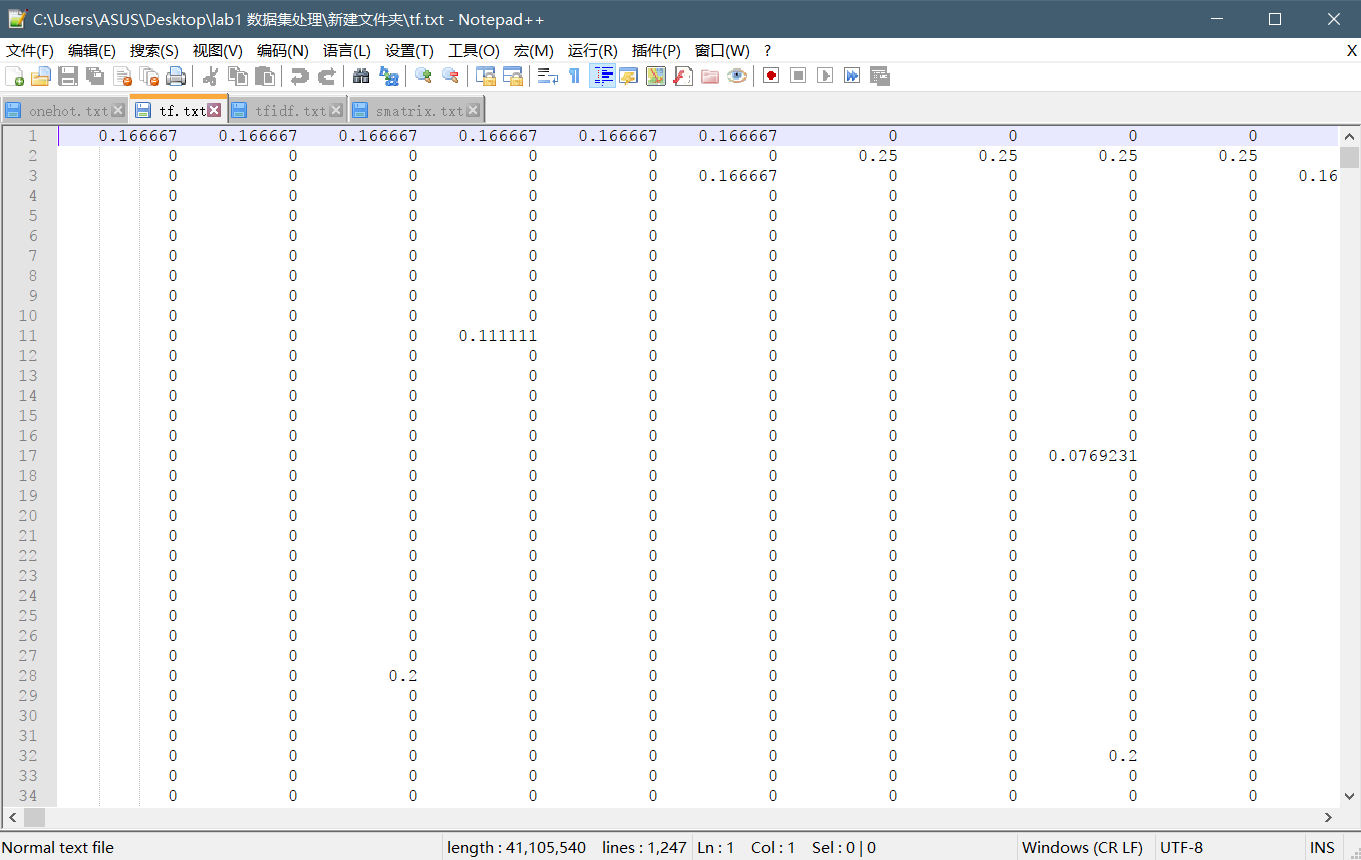 C:\Users\ASUS\Desktop\lab1 数据集处理\新建文件夹\tf.txt - Notepad++
文件(F) 编辑(E) 搜索(S) 视图(V) 编码(N) 语言(L) 设置(T) 工具(O) 宏(M) 运行(R) 插件(P) 窗口(W) ? X
onehot.txt tf.txt tfidf.txt smatrix.txt
1 0.166667 0.166667 0.166667 0.166667 0.166667 0.166667 0 0 0 0
2 0 0 0 0 0 0 0.25 0.25 0.25 0.25
3 0 0 0 0 0 0.166667 0 0 0 0 0.16
4 0 0 0 0 0 0 0 0 0 0
5 0 0 0 0 0 0 0 0 0 0
6 0 0 0 0 0 0 0 0 0 0
7 0 0 0 0 0 0 0 0 0 0
8 0 0 0 0 0 0 0 0 0 0
9 0 0 0 0 0 0 0 0 0 0
10 0 0 0 0 0 0 0 0 0 0
11 0 0 0 0.111111 0 0 0 0 0 0
12 0 0 0 0 0 0 0 0 0 0
13 0 0 0 0 0 0 0 0 0 0
14 0 0 0 0 0 0 0 0 0 0
15 0 0 0 0 0 0 0 0 0 0
16 0 0 0 0 0 0 0 0 0 0
17 0 0 0 0 0 0 0 0 0.0769231 0
18 0 0 0 0 0 0 0 0 0 0
19 0 0 0 0 0 0 0 0 0 0
20 0 0 0 0 0 0 0 0 0 0
21 0 0 0 0 0 0 0 0 0 0
22 0 0 0 0 0 0 0 0 0 0
23 0 0 0 0 0 0 0 0 0 0
24 0 0 0 0 0 0 0 0 0 0
25 0 0 0 0 0 0 0 0 0 0
26 0 0 0 0 0 0 0 0 0 0
27 0 0 0 0 0 0 0 0 0 0
28 0 0 0.2 0 0 0 0 0 0 0
29 0 0 0 0 0 0 0 0 0 0
30 0 0 0 0 0 0 0 0 0 0
31 0 0 0 0 0 0 0 0 0 0
32 0 0 0 0 0 0 0 0 0.2 0
33 0 0 0 0 0 0 0 0 0 0
34 0 0 0 0 0 0 0 0 0 0
Normal text file length : 41,105,540 lines : 1,247 Ln : 1 Col : 1 Sel : 0 | 0 Windows (CR LF) UTF-8 INS